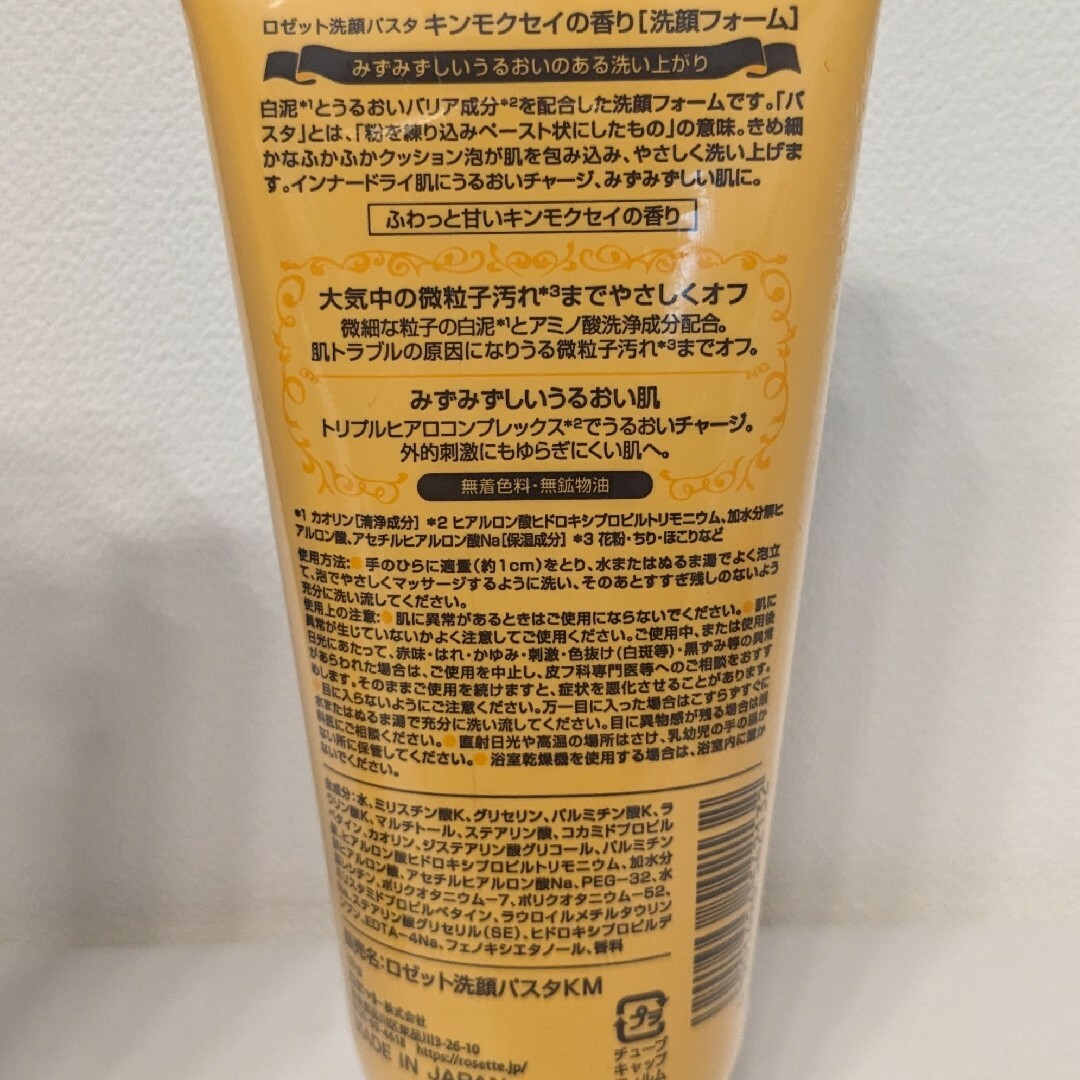 ロゼット洗顔パスタ キンモクセイの香り[洗顔フォーム]
みずみずしいうるおいのある洗い上がり
白泥*1とうるおいバリア成分*2を配合した洗顔フォームです。「パ
スタ」とは、「粉を練り込みペースト状にしたもの」の意味。きめ細
かなふかふかクッション泡が肌を包み込み、やさしく洗い上げま
す。インナードライ肌にうるおいチャージ、みずみずしい肌に。
ふわっと甘いキンモクセイの香り
大気中の微粒子汚れ*3までやさしくオフ
微細な粒子の白泥*1とアミノ酸洗浄成分配合。
肌トラブルの原因になりうる微粒子汚れ*3までオフ。
みずみずしいうるおい肌
トリプルヒアロコンプレックス*2でうるおいチャージ。
外的刺激にもゆらぎにくい肌へ。
無着色料・無鉱物油
*1 カオリン[清浄成分] *2 ヒアルロン酸ヒドロキシプロピルトリモニウム、加水分解ヒ
アルロン酸、アセチルヒアルロン酸Na[保湿成分] *3 花粉・ちり・ほこりなど
使用方法:●手のひらに適量(約1cm)をとり、水またはぬるま湯でよく泡立
て、泡でやさしくマッサージするように洗い、そのあとすすぎ残しのないよう
充分に洗い流してください。
使用上の注意:●肌に異常があるときはご使用にならないでください。●肌に
異常が生じていないかよく注意してご使用ください。ご使用中、または使用後
日光にあたって、赤味・はれ・かゆみ・刺激・色抜け(白斑等)・黒ずみ等の異常
があらわれた場合は、ご使用を中止し、皮フ科専門医等へのご相談をおすす
めします。そのままご使用を続けますと、症状を悪化させることがあります。
●目に入らないようにご注意ください。万一目に入った場合はこすらずすぐに
水またはぬるま湯で充分に洗い流してください。目に異物感が残る場合は眼
科医にご相談ください。●直射日光や高温の場所はさけ、乳幼児の手の届か
ない所に保管してください。●浴室乾燥機を使用する場合は、浴室内に置か
ないでください。
全成分:水、ミリスチン酸K、グリセリン、パルミチン酸K、ラ
ウリン酸K、マルチトール、ステアリン酸、コカミドプロピル
ベタイン、カオリン、ジステアリン酸グリコール、パルミチン
酸、ヒアルロン酸ヒドロキシプロピルトリモニウム、加水分
解ヒアルロン酸、アセチルヒアルロン酸Na、PEG-32、水
レシチン、ポリクオタニウム-7、ポリクオタニウム-52、
スタミドプロピルベタイン、ラウロイルメチルタウリン
ステアリン酸グリセリル(SE)、ヒドロキシプロピルデ
EDTA-4Na、フェノキシエタノール、香料
販売名:ロゼット洗顔パスタKM
株式会社
3-26-10
https://rosette.jp/
MADE IN JAPAN
プラ
チューブ
キャップ
フィルム